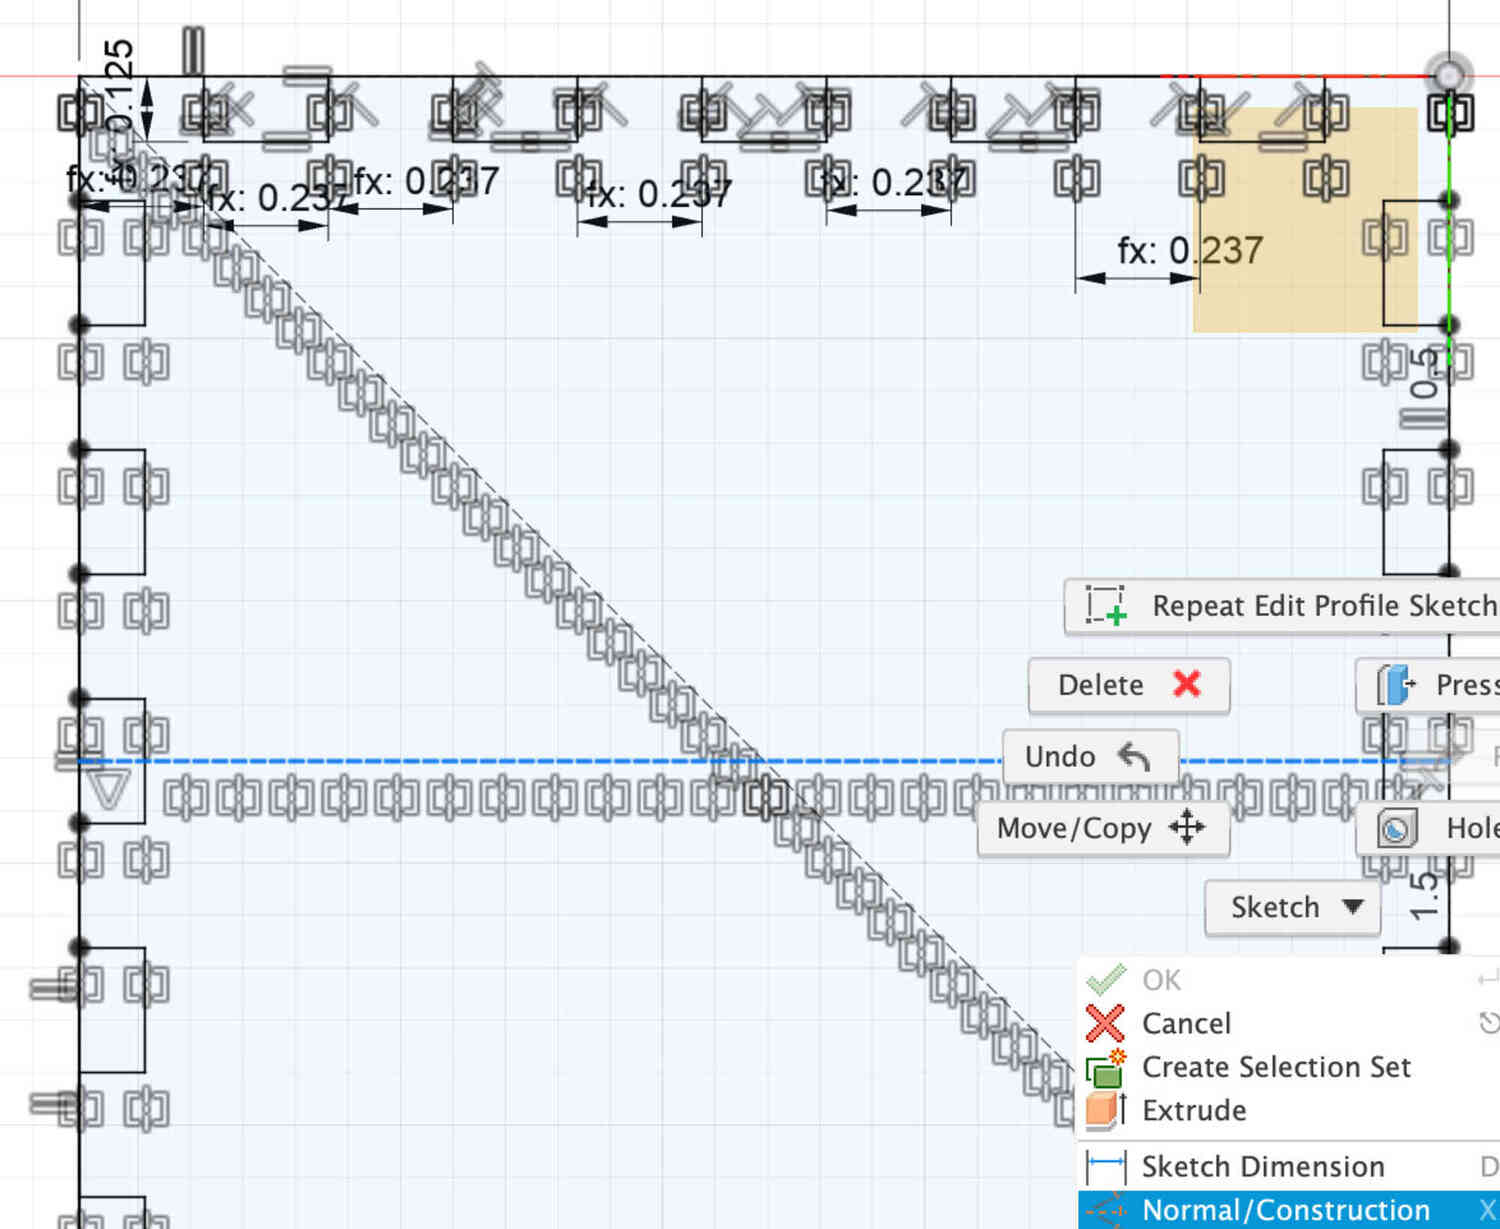 0.125
fx: 0.237
fx: 0.237
fx: 0.237
fx: 0.237
fx: 0.237
fx: 0.237
0.5
Repeat Edit Profile Sketch
Delete
Press
Undo
Move/Copy
Hole
1.5
Sketch
OK
Cancel
Create Selection Set
Extrude
Sketch Dimension D
Normal/Construction X